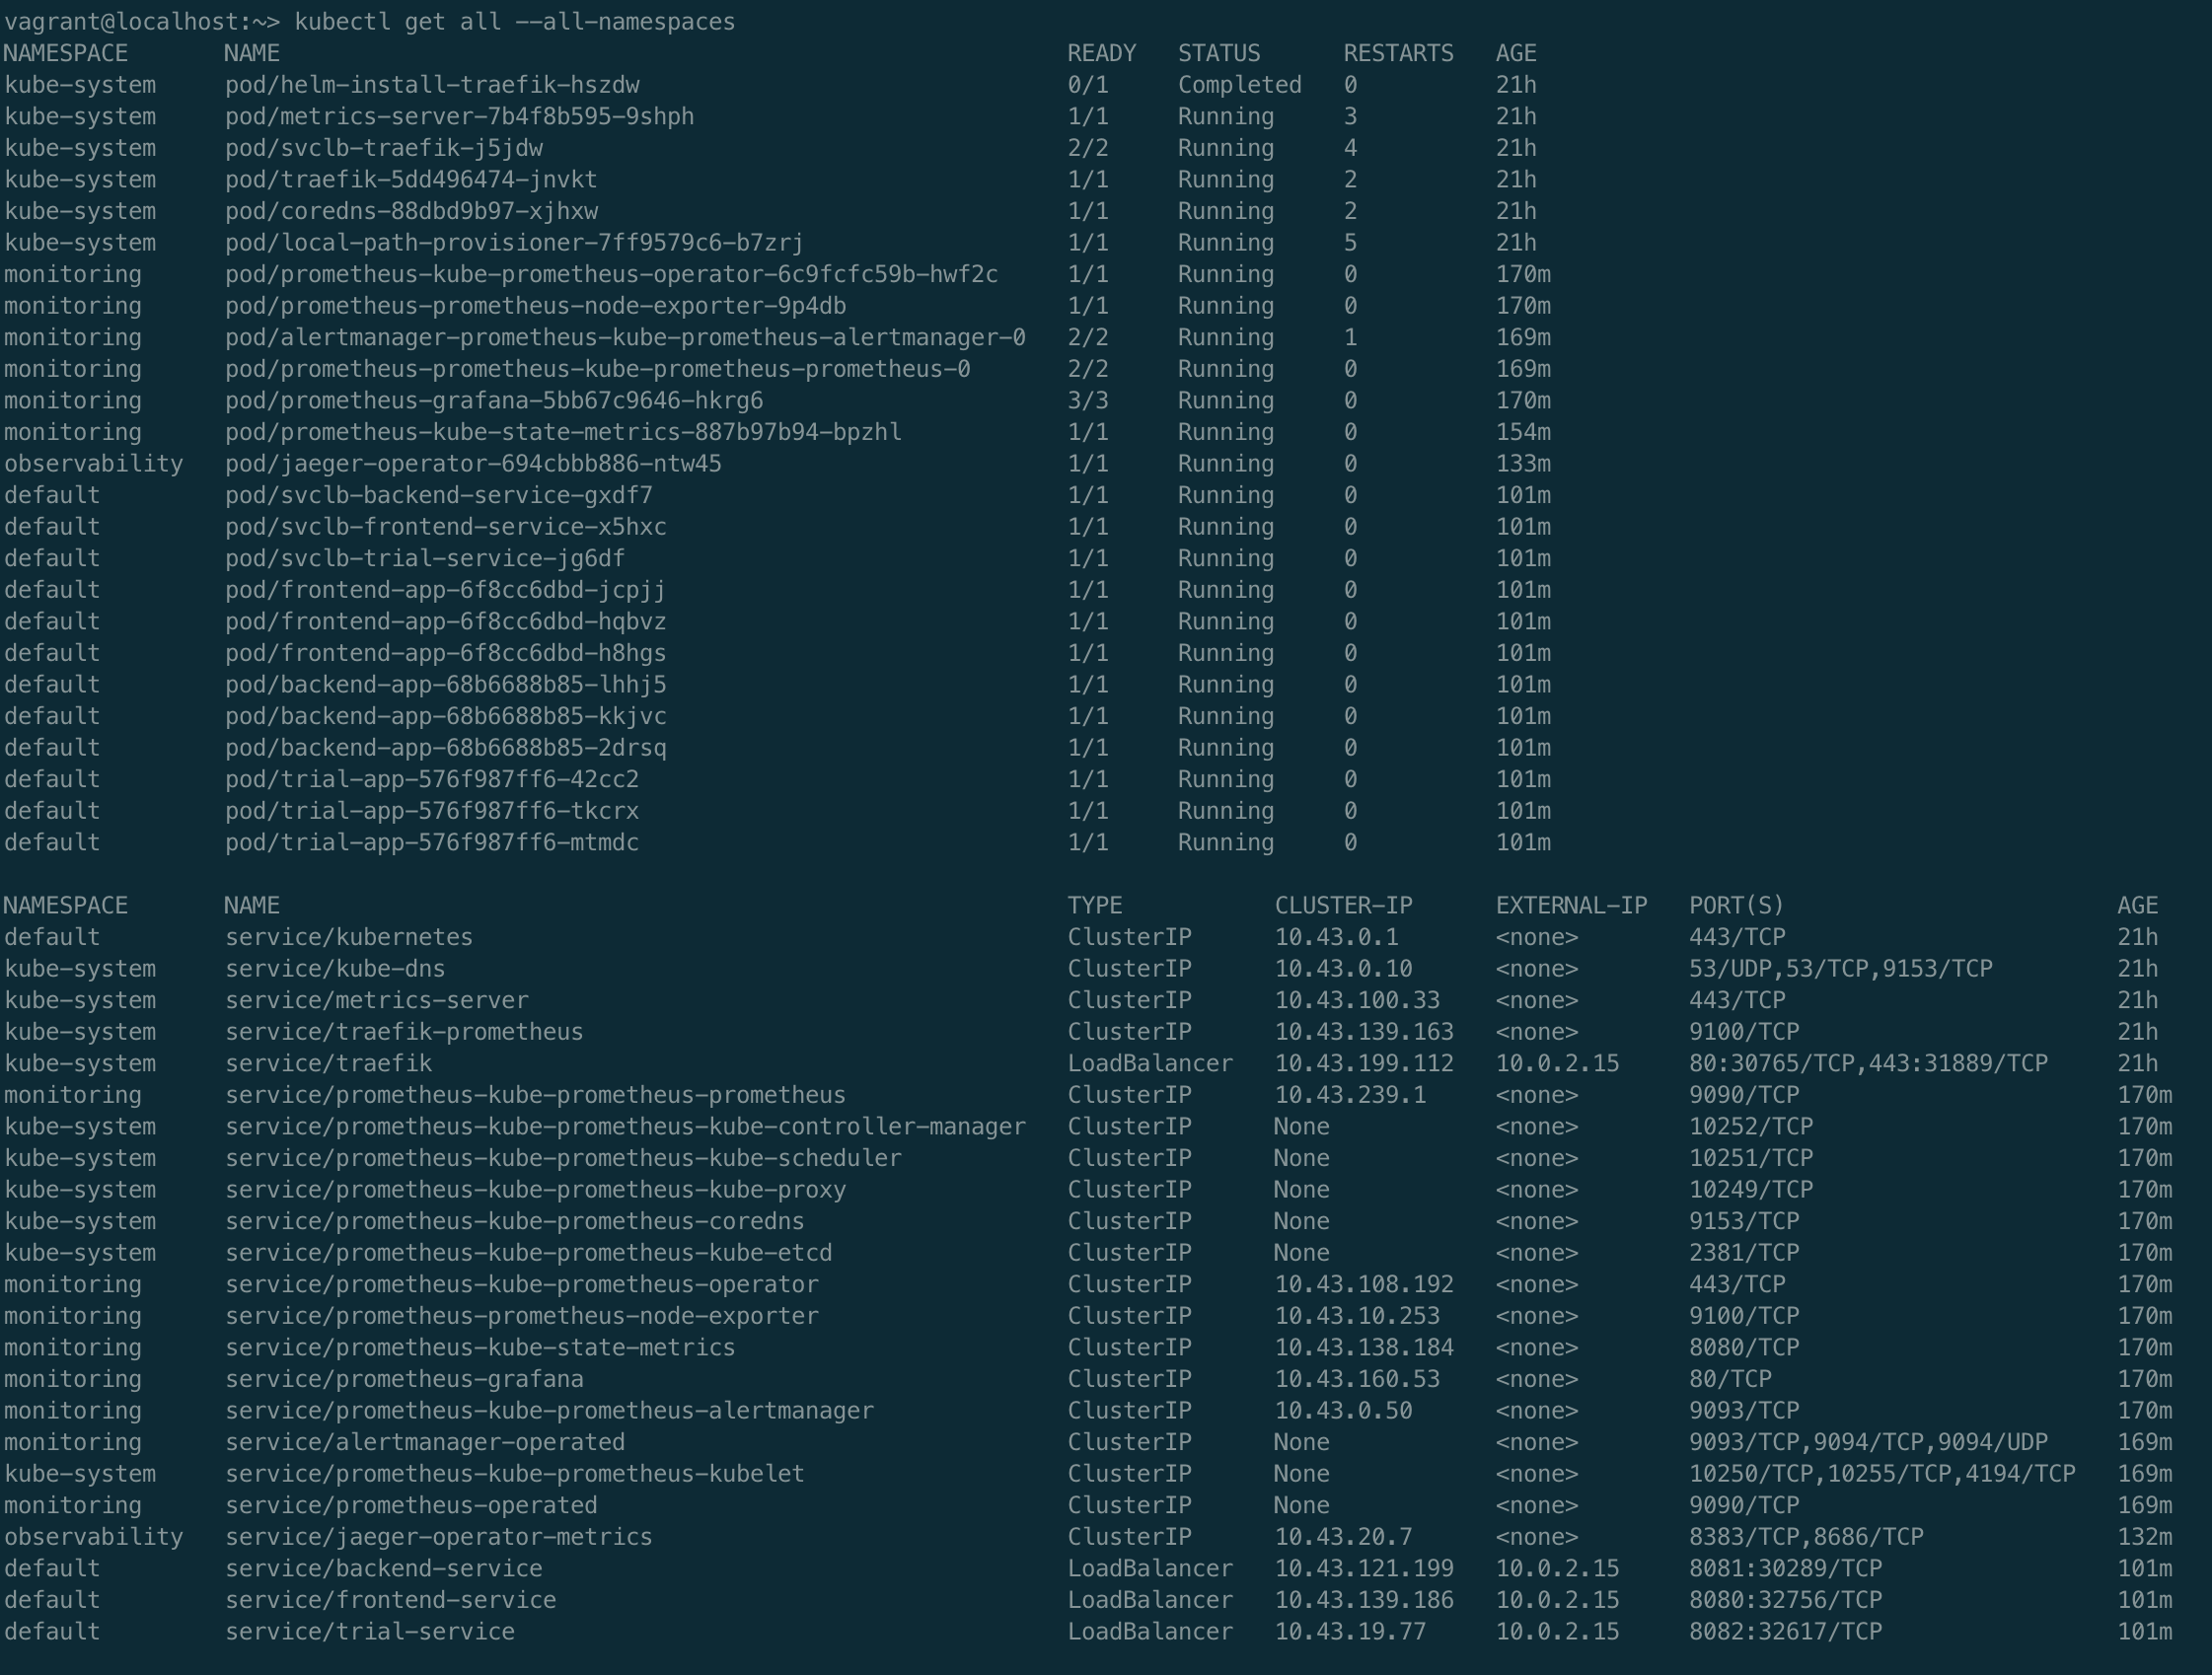 vagrant@localhost:~> kubectl get all --all-namespaces
NAMESPACE       NAME                                                         READY   STATUS      RESTARTS   AGE
kube-system     pod/helm-install-traefik-hszdw                               0/1     Completed   0          21h
kube-system     pod/metrics-server-7b4f8b595-9shph                           1/1     Running     3          21h
kube-system     pod/svclb-traefik-j5jdw                                      2/2     Running     4          21h
kube-system     pod/traefik-5dd496474-jnvkt                                  1/1     Running     2          21h
kube-system     pod/coredns-88dbd9b97-xjhxw                                  1/1     Running     2          21h
kube-system     pod/local-path-provisioner-7ff9579c6-b7zrj                   1/1     Running     5          21h
monitoring      pod/prometheus-kube-prometheus-operator-6c9fcfc59b-hwf2c     1/1     Running     0          170m
monitoring      pod/prometheus-prometheus-node-exporter-9p4db                1/1     Running     0          170m
monitoring      pod/alertmanager-prometheus-kube-prometheus-alertmanager-0   2/2     Running     1          169m
monitoring      pod/prometheus-prometheus-kube-prometheus-prometheus-0       2/2     Running     0          169m
monitoring      pod/prometheus-grafana-5bb67c9646-hkrg6                      3/3     Running     0          170m
monitoring      pod/prometheus-kube-state-metrics-887b97b94-bpzhl            1/1     Running     0          154m
observability   pod/jaeger-operator-694cbbb886-ntw45                         1/1     Running     0          133m
default         pod/svclb-backend-service-gxdf7                              1/1     Running     0          101m
default         pod/svclb-frontend-service-x5hxc                             1/1     Running     0          101m
default         pod/svclb-trial-service-jg6df                                1/1     Running     0          101m
default         pod/frontend-app-6f8cc6dbd-jcpjj                             1/1     Running     0          101m
default         pod/frontend-app-6f8cc6dbd-hqbvz                             1/1     Running     0          101m
default         pod/frontend-app-6f8cc6dbd-h8hgs                             1/1     Running     0          101m
default         pod/backend-app-68b6688b85-lhhj5                             1/1     Running     0          101m
default         pod/backend-app-68b6688b85-kkjvc                             1/1     Running     0          101m
default         pod/backend-app-68b6688b85-2drsq                             1/1     Running     0          101m
default         pod/trial-app-576f987ff6-42cc2                               1/1     Running     0          101m
default         pod/trial-app-576f987ff6-tkcrx                               1/1     Running     0          101m
default         pod/trial-app-576f987ff6-mtmdc                               1/1     Running     0          101m
NAMESPACE       NAME                                                         TYPE           CLUSTER-IP      EXTERNAL-IP   PORT(S)                        AGE
default         service/kubernetes                                           ClusterIP      10.43.0.1       <none>        443/TCP                        21h
kube-system     service/kube-dns                                             ClusterIP      10.43.0.10      <none>        53/UDP,53/TCP,9153/TCP         21h
kube-system     service/metrics-server                                       ClusterIP      10.43.100.33    <none>        443/TCP                        21h
kube-system     service/traefik-prometheus                                   ClusterIP      10.43.139.163   <none>        9100/TCP                       21h
kube-system     service/traefik                                              LoadBalancer   10.43.199.112   10.0.2.15     80:30765/TCP,443:31889/TCP     21h
monitoring      service/prometheus-kube-prometheus-prometheus                ClusterIP      10.43.239.1     <none>        9090/TCP                       170m
kube-system     service/prometheus-kube-prometheus-kube-controller-manager   ClusterIP      None            <none>        10252/TCP                      170m
kube-system     service/prometheus-kube-prometheus-kube-scheduler            ClusterIP      None            <none>        10251/TCP                      170m
kube-system     service/prometheus-kube-prometheus-kube-proxy                ClusterIP      None            <none>        10249/TCP                      170m
kube-system     service/prometheus-kube-prometheus-coredns                   ClusterIP      None            <none>        9153/TCP                       170m
kube-system     service/prometheus-kube-prometheus-kube-etcd                 ClusterIP      None            <none>        2381/TCP                       170m
monitoring      service/prometheus-kube-prometheus-operator                  ClusterIP      10.43.108.192   <none>        443/TCP                        170m
monitoring      service/prometheus-prometheus-node-exporter                  ClusterIP      10.43.10.253    <none>        9100/TCP                       170m
monitoring      service/prometheus-kube-state-metrics                        ClusterIP      10.43.138.184   <none>        8080/TCP                       170m
monitoring      service/prometheus-grafana                                   ClusterIP      10.43.160.53    <none>        80/TCP                         170m
monitoring      service/prometheus-kube-prometheus-alertmanager              ClusterIP      10.43.0.50      <none>        9093/TCP                       170m
monitoring      service/alertmanager-operated                                ClusterIP      None            <none>        9093/TCP,9094/TCP,9094/UDP     169m
kube-system     service/prometheus-kube-prometheus-kubelet                   ClusterIP      None            <none>        10250/TCP,10255/TCP,4194/TCP   169m
monitoring      service/prometheus-operated                                  ClusterIP      None            <none>        9090/TCP                       169m
observability   service/jaeger-operator-metrics                              ClusterIP      10.43.20.7      <none>        8383/TCP,8686/TCP              132m
default         service/backend-service                                      LoadBalancer   10.43.121.199   10.0.2.15     8081:30289/TCP                 101m
default         service/frontend-service                                     LoadBalancer   10.43.139.186   10.0.2.15     8080:32756/TCP                 101m
default         service/trial-service                                        LoadBalancer   10.43.19.77     10.0.2.15     8082:32617/TCP                 101m